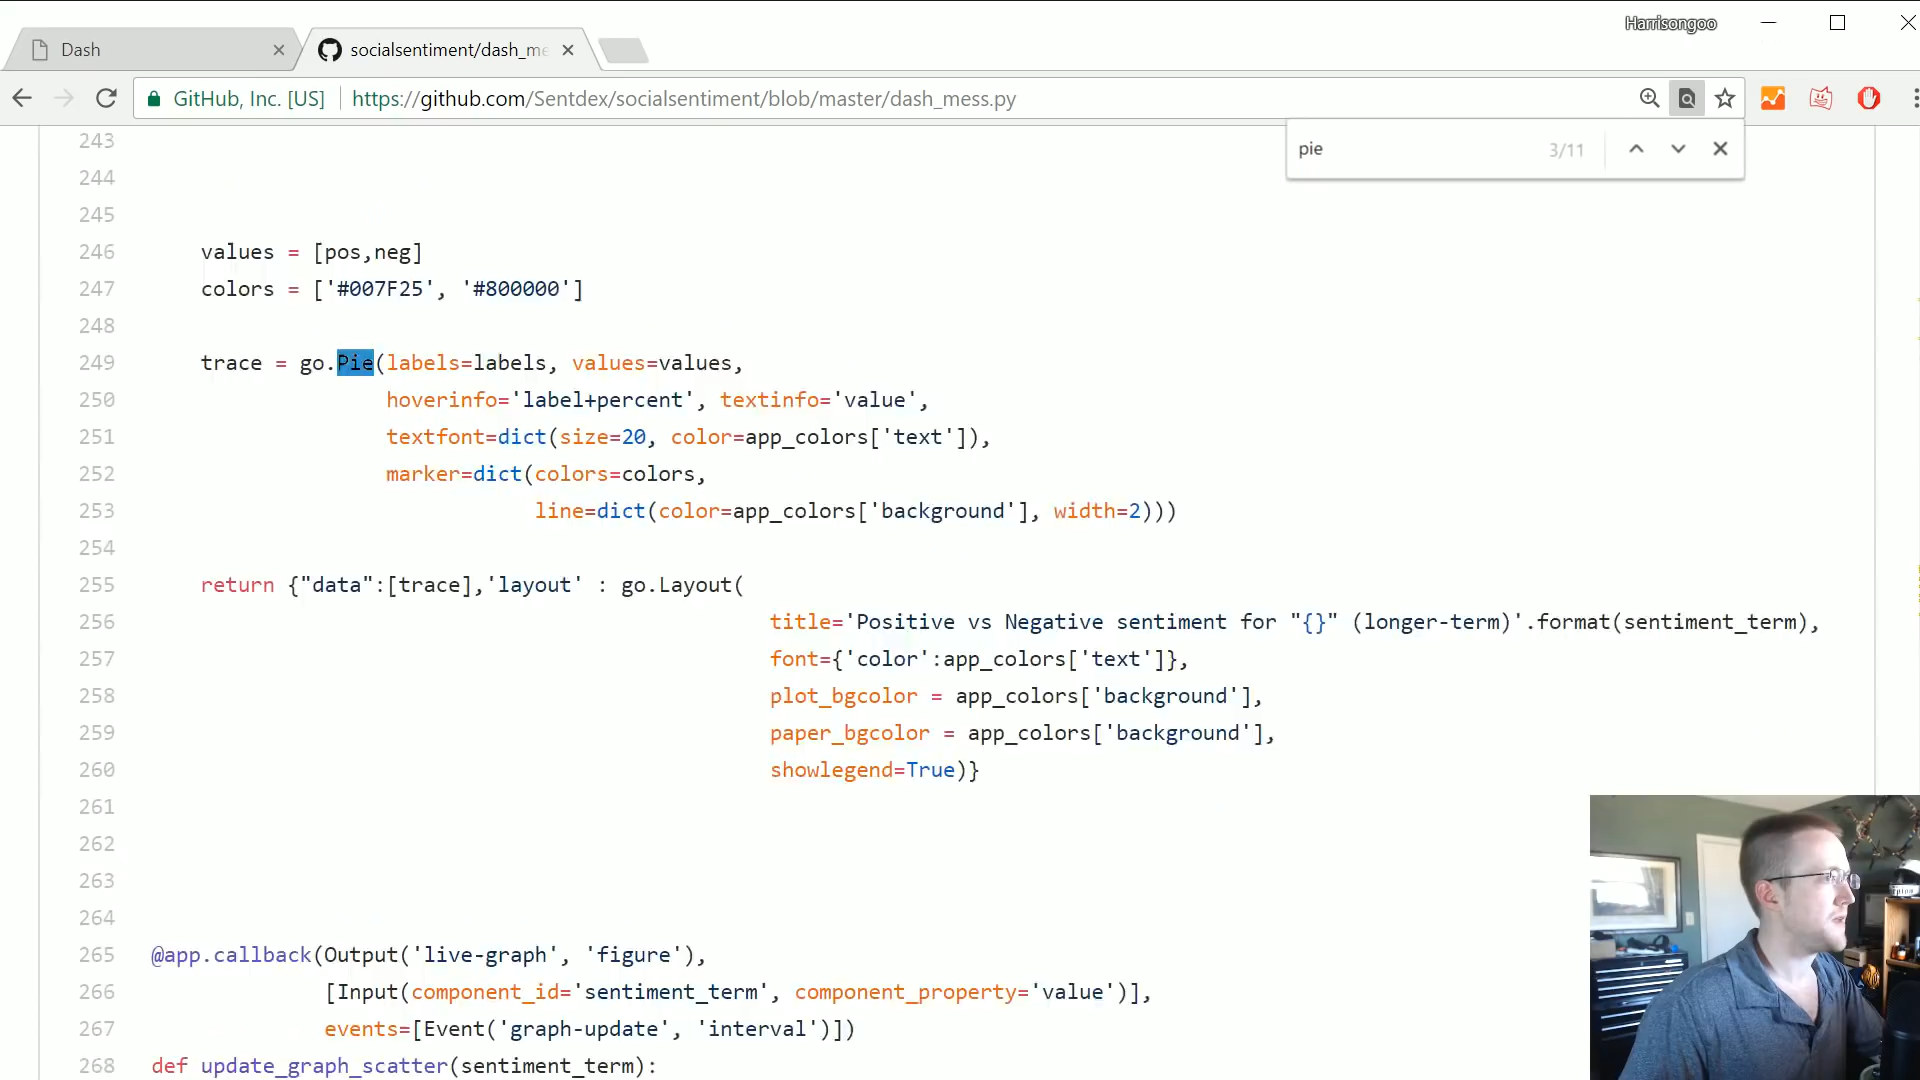 Harrisongoo
Dash
socialsentiment/dash_me
GitHub, Inc. [US] https://github.com/Sentdex/socialsentiment/blob/master/dash_mess.py
pie 3/11
243
244
245
246 values = [pos,neg]
247 colors = ['#007F25', '#800000']
248
249 trace = go.Pie(labels=labels, values=values,
250 hoverinfo='label+percent', textinfo='value',
251 textfont=dict(size=20, color=app_colors['text']),
252 marker=dict(colors=colors,
253 line=dict(color=app_colors['background'], width=2)))
254
255 return {"data":[trace],'layout' : go.Layout(
256 title='Positive vs Negative sentiment for "{}" (longer-term)'.format(sentiment_term),
257 font={'color':app_colors['text']},
258 plot_bgcolor = app_colors['background'],
259 paper_bgcolor = app_colors['background'],
260 showlegend=True)}
261
262
263
264
265 @app.callback(Output('live-graph', 'figure'),
266 [Input(component_id='sentiment_term', component_property='value')],
267 events=[Event('graph-update', 'interval')])
268 def update_graph_scatter(sentiment_term):